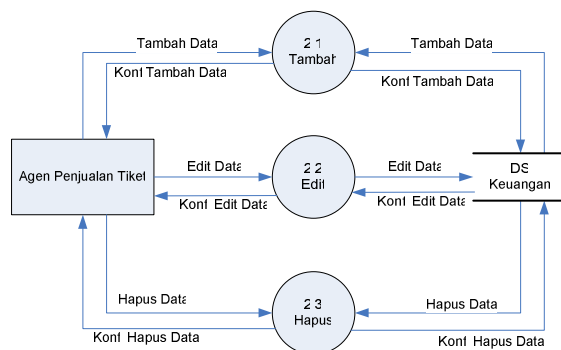 Tambah Data
2.1
Tambah
Tambah Data
Konf Tambah Data
Konf Tambah Data
Agen Penjualan Tiket
Edit Data
2.2
Edit
Edit Data
DS
Keuangan
Konf Edit Data
Konf Edit Data
Hapus Data
2.3
Hapus
Hapus Data
Konf Hapus Data
Konf Hapus Data